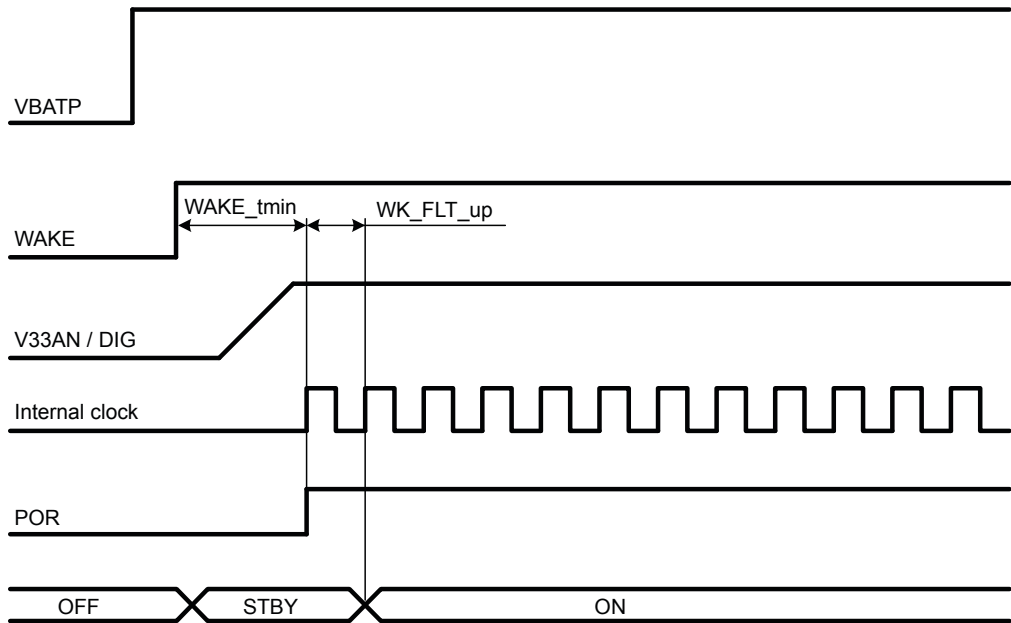 VBATP
WAKE_tmin WK_FLT_up
WAKE
V33AN / DIG
Internal clock
POR
OFF STBY ON